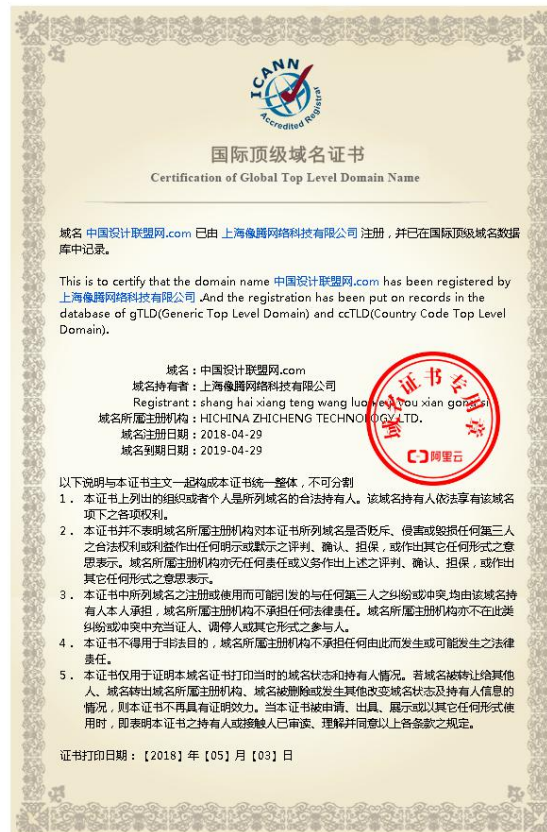 ICANN
Accredited Registrar
国际顶级域名证书
Certification of Global Top Level Domain Name
域名 中国设计联盟网.com 已由 上海像腾网络科技有限公司 注册，并已在国际顶级域名数据
库中记录。
This is to certify that the domain name 中国设计联盟网.com has been registered by
上海像腾网络科技有限公司 .And the registration has been put on records in the
database of gTLD(Generic Top Level Domain) and ccTLD(Country Code Top Level
Domain).
域名：中国设计联盟网.com
域名持有者：上海像腾网络科技有限公司
Registrant : shang hai xiang teng wang luo ke ji you xian gong si
域名所属注册机构：HICHINA ZHICHENG TECHNOLOGY LTD.
域名注册日期：2018-04-29
域名到期日期：2019-04-29
域名证书专用章
阿里云
以下说明与本证书主文一起构成本证书统一整体，不可分割
1． 本证书上列出的组织或者个人是所列域名的合法持有人。该域名持有人依法享有该域名
项下之各项权利。
2． 本证书并不表明域名所属注册机构对本证书所列域名是否贬斥、侵害或毁损任何第三人
之合法权利或利益作出任何明示或默示之评判、确认、担保，或作出其它任何形式之意
思表示。域名所属注册机构亦无任何责任或义务作出上述之评判、确认、担保，或作出
其它任何形式之意思表示。
3． 本证书中所列域名之注册或使用而可能引发的与任何第三人之纠纷或冲突,均由该域名持
有人本人承担，域名所属注册机构不承担任何法律责任。域名所属注册机构亦不在此类
纠纷或冲突中充当证人、调停人或其它形式之参与人。
4． 本证书不得用于非法目的，域名所属注册机构不承担任何由此而发生或可能发生之法律
责任。
5． 本证书仅用于证明本域名证书打印当时的域名状态和持有人情况。若域名被转让给其他
人、域名转出域名所属注册机构、域名被删除或发生其他改变域名状态及持有人信息的
情况，则本证书不再具有证明效力。当本证书被申请、出具、展示或以其它任何形式使
用时，即表明本证书之持有人或接触人已审读、理解并同意以上各条款之规定。
证书打印日期：【2018】年【05】月【03】日